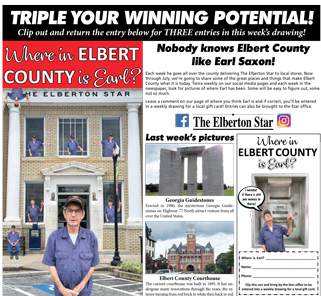 TRIPLE YOUR WINNING POTENTIAL!
Clip out and return the entry below for THREE entries in this week's drawing!
Where in ELBERT
COUNTY is Earl?
THE ELBERTON STAR
Nobody knows Elbert County
like Earl Saxon!
Each week he goes all over the county delivering The Elberton Star to local stores. Now
through July, we're going to share some of the great places and things that make Elbert
County what it is today. Twice weekly on our social media pages and each week in the
newspaper, look for pictures of where Earl has been. Some will be easy to figure out, some
not so much.
Leave a comment on our page of where you think Earl is and if correct, you'll be entered
in a weekly drawing for a local gift card! Entries can also be brought to the Star office.
f The Elberton Star
Last week's pictures
Georgia Guidestones
Erected in 1980, the mysterious Georgia Guide-
stones on Highway 77 North attract visitors from all
over the United States.
Elbert County Courthouse
The current courthouse was built in 1893. It has un-
dergone many renovations through the years, the
Where in
ELBERT COUNTY
is Earl?
Where is Earl?
Name:
Phone:
Clip this out and bring by the Star office to be
entered into a weekly drawing for a local gift card.